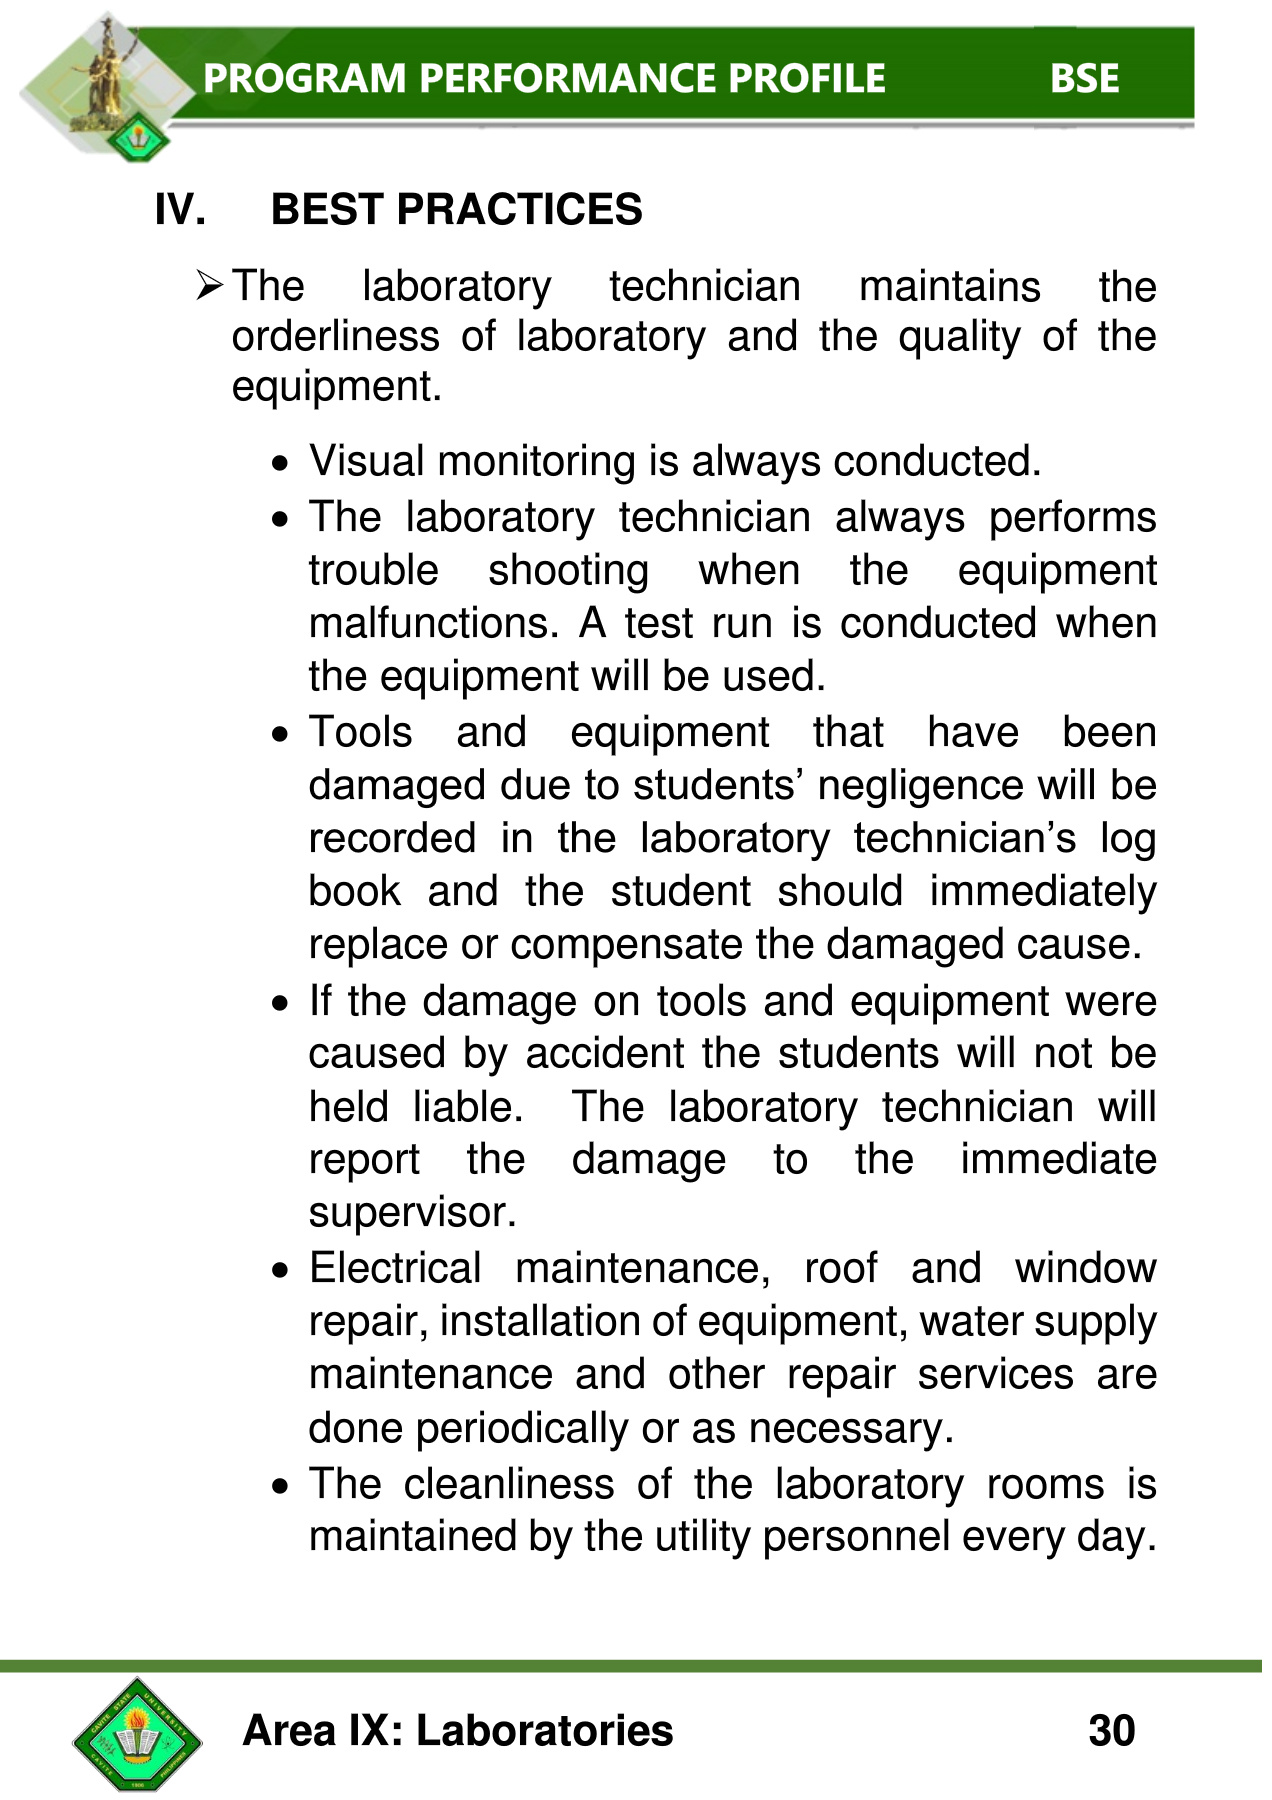 PROGRAM PERFORMANCE PROFILE BSE
IV. BEST PRACTICES
➢ The laboratory technician maintains the
orderliness of laboratory and the quality of the
equipment.
• Visual monitoring is always conducted.
• The laboratory technician always performs
trouble shooting when the equipment
malfunctions. A test run is conducted when
the equipment will be used.
• Tools and equipment that have been
damaged due to students’ negligence will be
recorded in the laboratory technician’s log
book and the student should immediately
replace or compensate the damaged cause.
• If the damage on tools and equipment were
caused by accident the students will not be
held liable. The laboratory technician will
report the damage to the immediate
supervisor.
• Electrical maintenance, roof and window
repair, installation of equipment, water supply
maintenance and other repair services are
done periodically or as necessary.
• The cleanliness of the laboratory rooms is
maintained by the utility personnel every day.
CAVITE STATE UNIVERSITY
CAVITE 1906 PHILIPPINES
Area IX: Laboratories 30